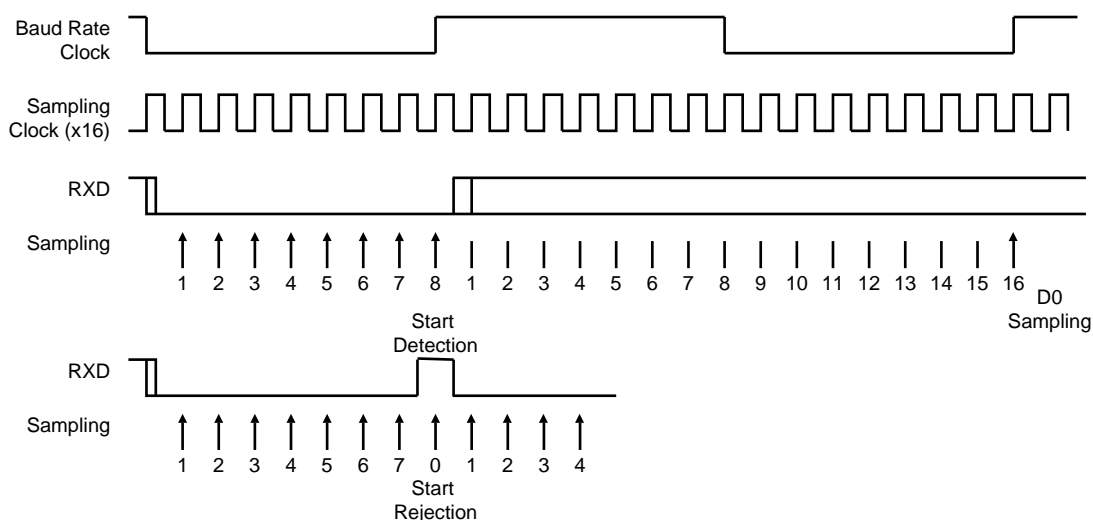 Baud Rate
Clock
Sampling
Clock (x16)
RXD
Sampling
1 2 3 4 5 6 7 8 1 2 3 4 5 6 7 8 9 10 11 12 13 14 15 16
D0
Sampling
Start
Detection
RXD
Sampling
1 2 3 4 5 6 7 0 1 2 3 4
Start
Rejection